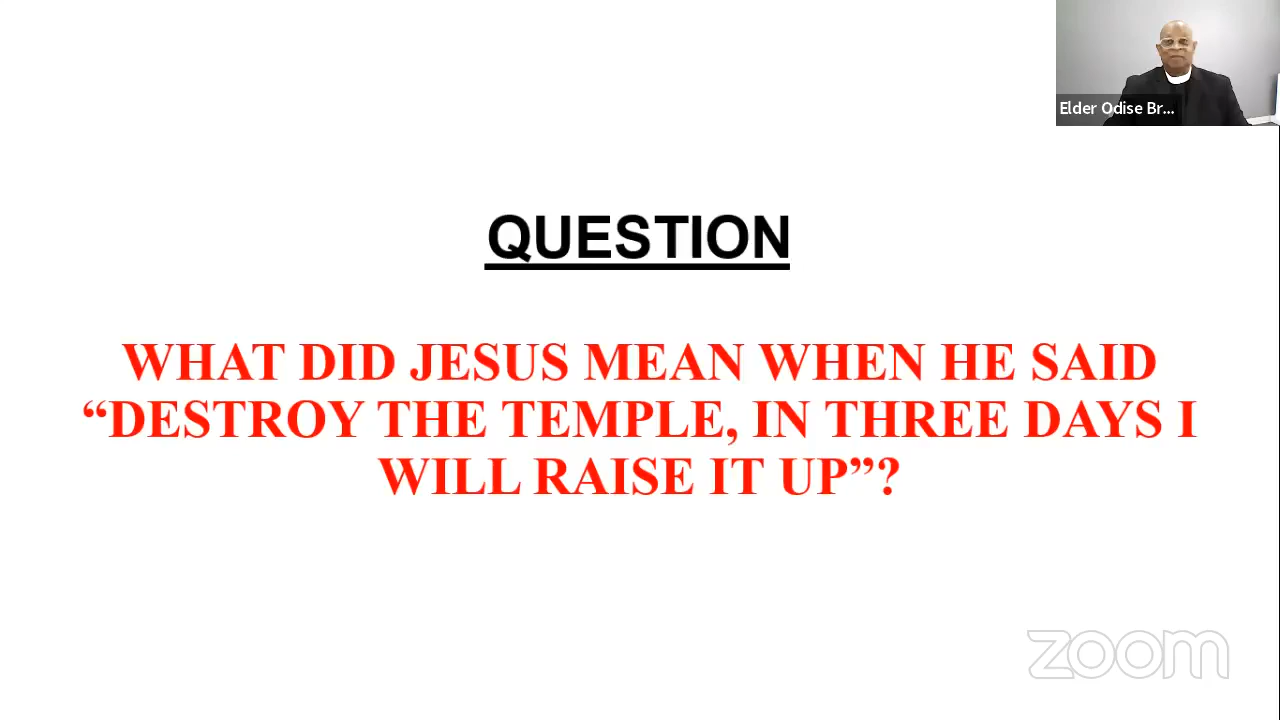 Elder Odise Br...
QUESTION
WHAT DID JESUS MEAN WHEN HE SAID
“DESTROY THE TEMPLE, IN THREE DAYS I
WILL RAISE IT UP”?
zoom